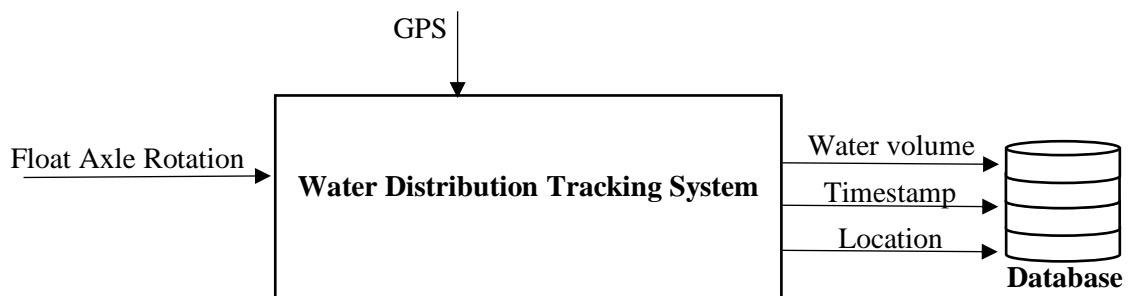 GPS
Float Axle Rotation
Water Distribution Tracking System
Water volume
Timestamp
Location
Database